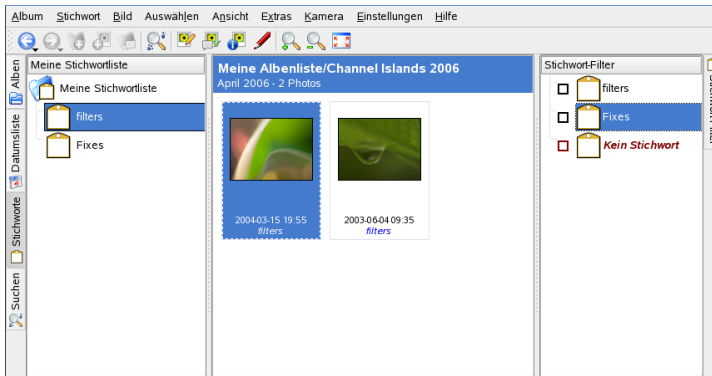 Album Stichwort Bild Auswählen Ansicht Extras Kamera Einstellungen Hilfe
Alben
Datumsliste
Stichworte
Suchen
Meine Stichwortliste
Meine Stichwortliste
filters
Fixes
Meine Albenliste/Channel Islands 2006
April 2006 - 2 Photos
2004-03-15 19:55
filters
2003-06-04 09:35
filters
Stichwort-Filter
filters
Fixes
Kein Stichwort